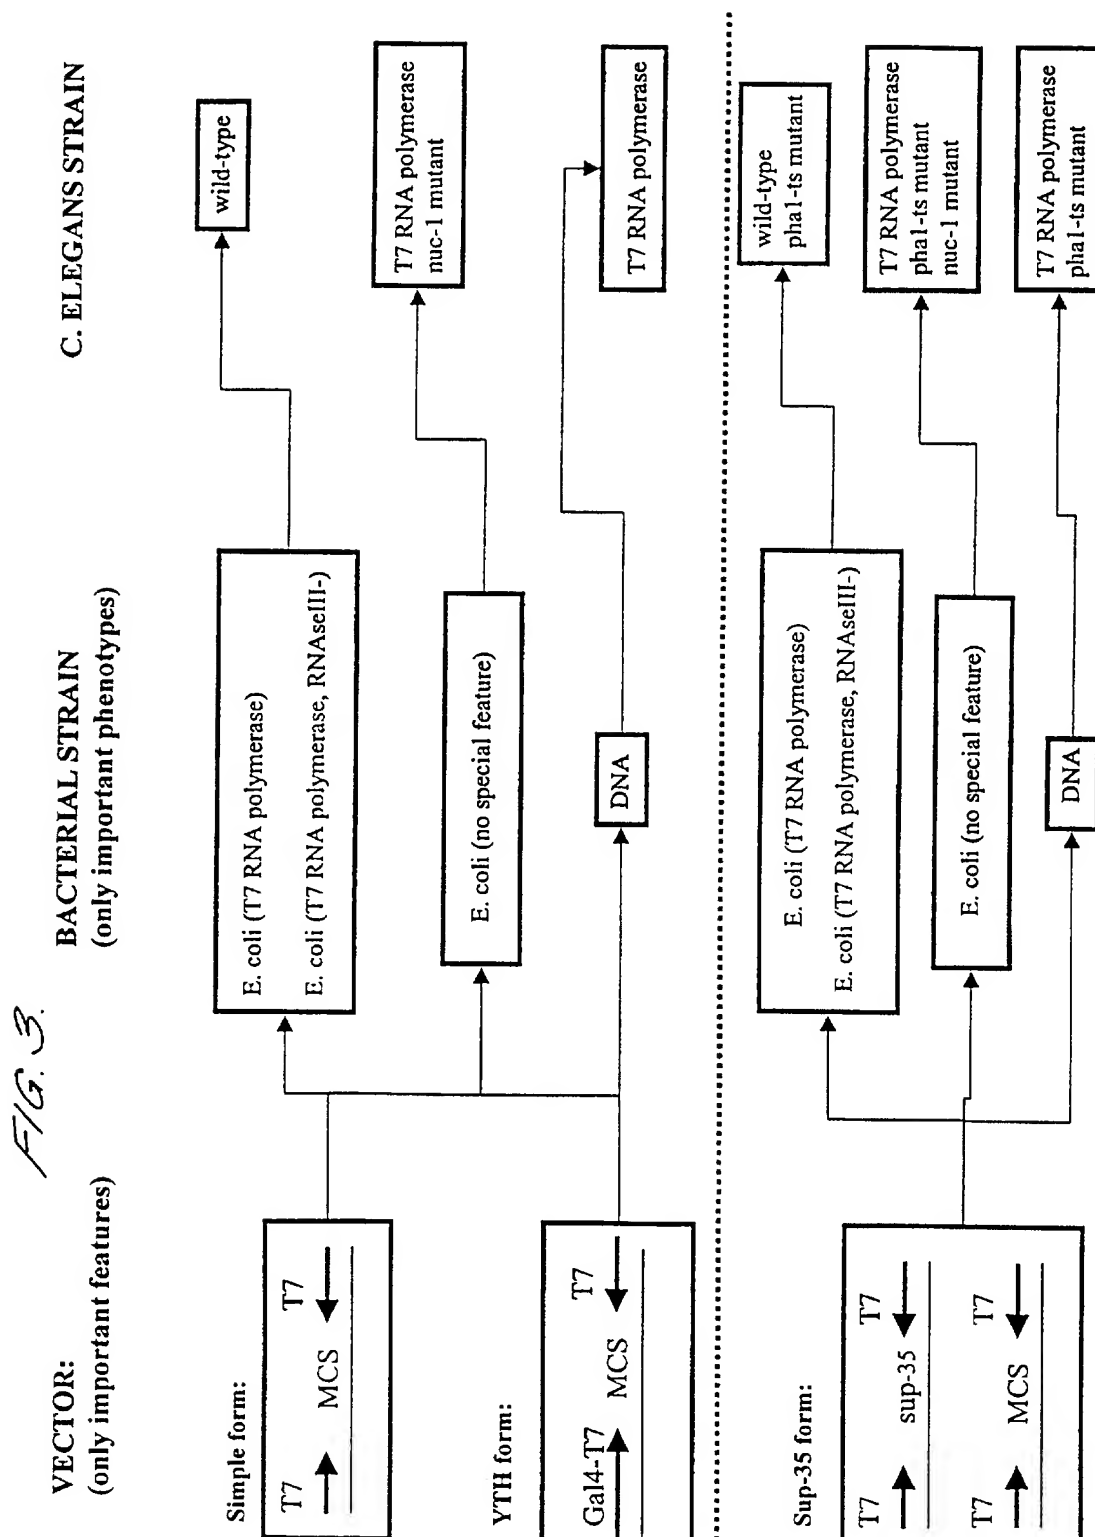 FIG. 3.
VECTOR:
(only important features)
BACTERIAL STRAIN
(only important phenotypes)
C. ELEGANS STRAIN
Simple form:
T7 T7
MCS
YTH form:
Gal4-T7 T7
MCS
E. coli (T7 RNA polymerase)
E. coli (T7 RNA polymerase, RNAseIII-)
E. coli (no special feature)
DNA
wild-type
T7 RNA polymerase
nuc-1 mutant
T7 RNA polymerase
Sup-35 form:
T7 T7
sup-35
T7 T7
MCS
E. coli (T7 RNA polymerase)
E. coli (T7 RNA polymerase, RNAseIII-)
E. coli (no special feature)
DNA
wild-type
pha1-ts mutant
T7 RNA polymerase
pha1-ts mutant
nuc-1 mutant
T7 RNA polymerase
pha1-ts mutant